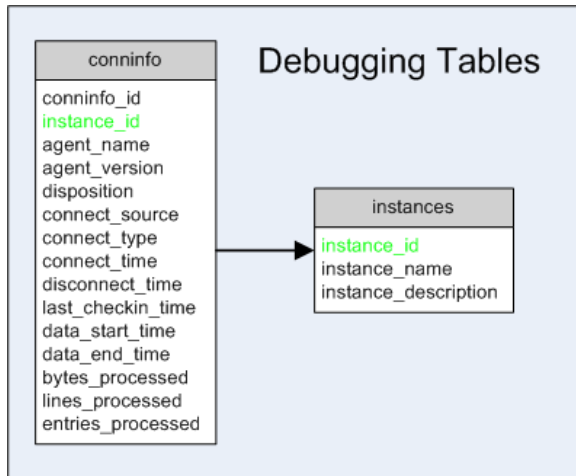 Debugging Tables
conninfo
conninfo_id
instance_id
agent_name
agent_version
disposition
connect_source
connect_type
connect_time
disconnect_time
last_checkin_time
data_start_time
data_end_time
bytes_processed
lines_processed
entries_processed
instances
instance_id
instance_name
instance_description